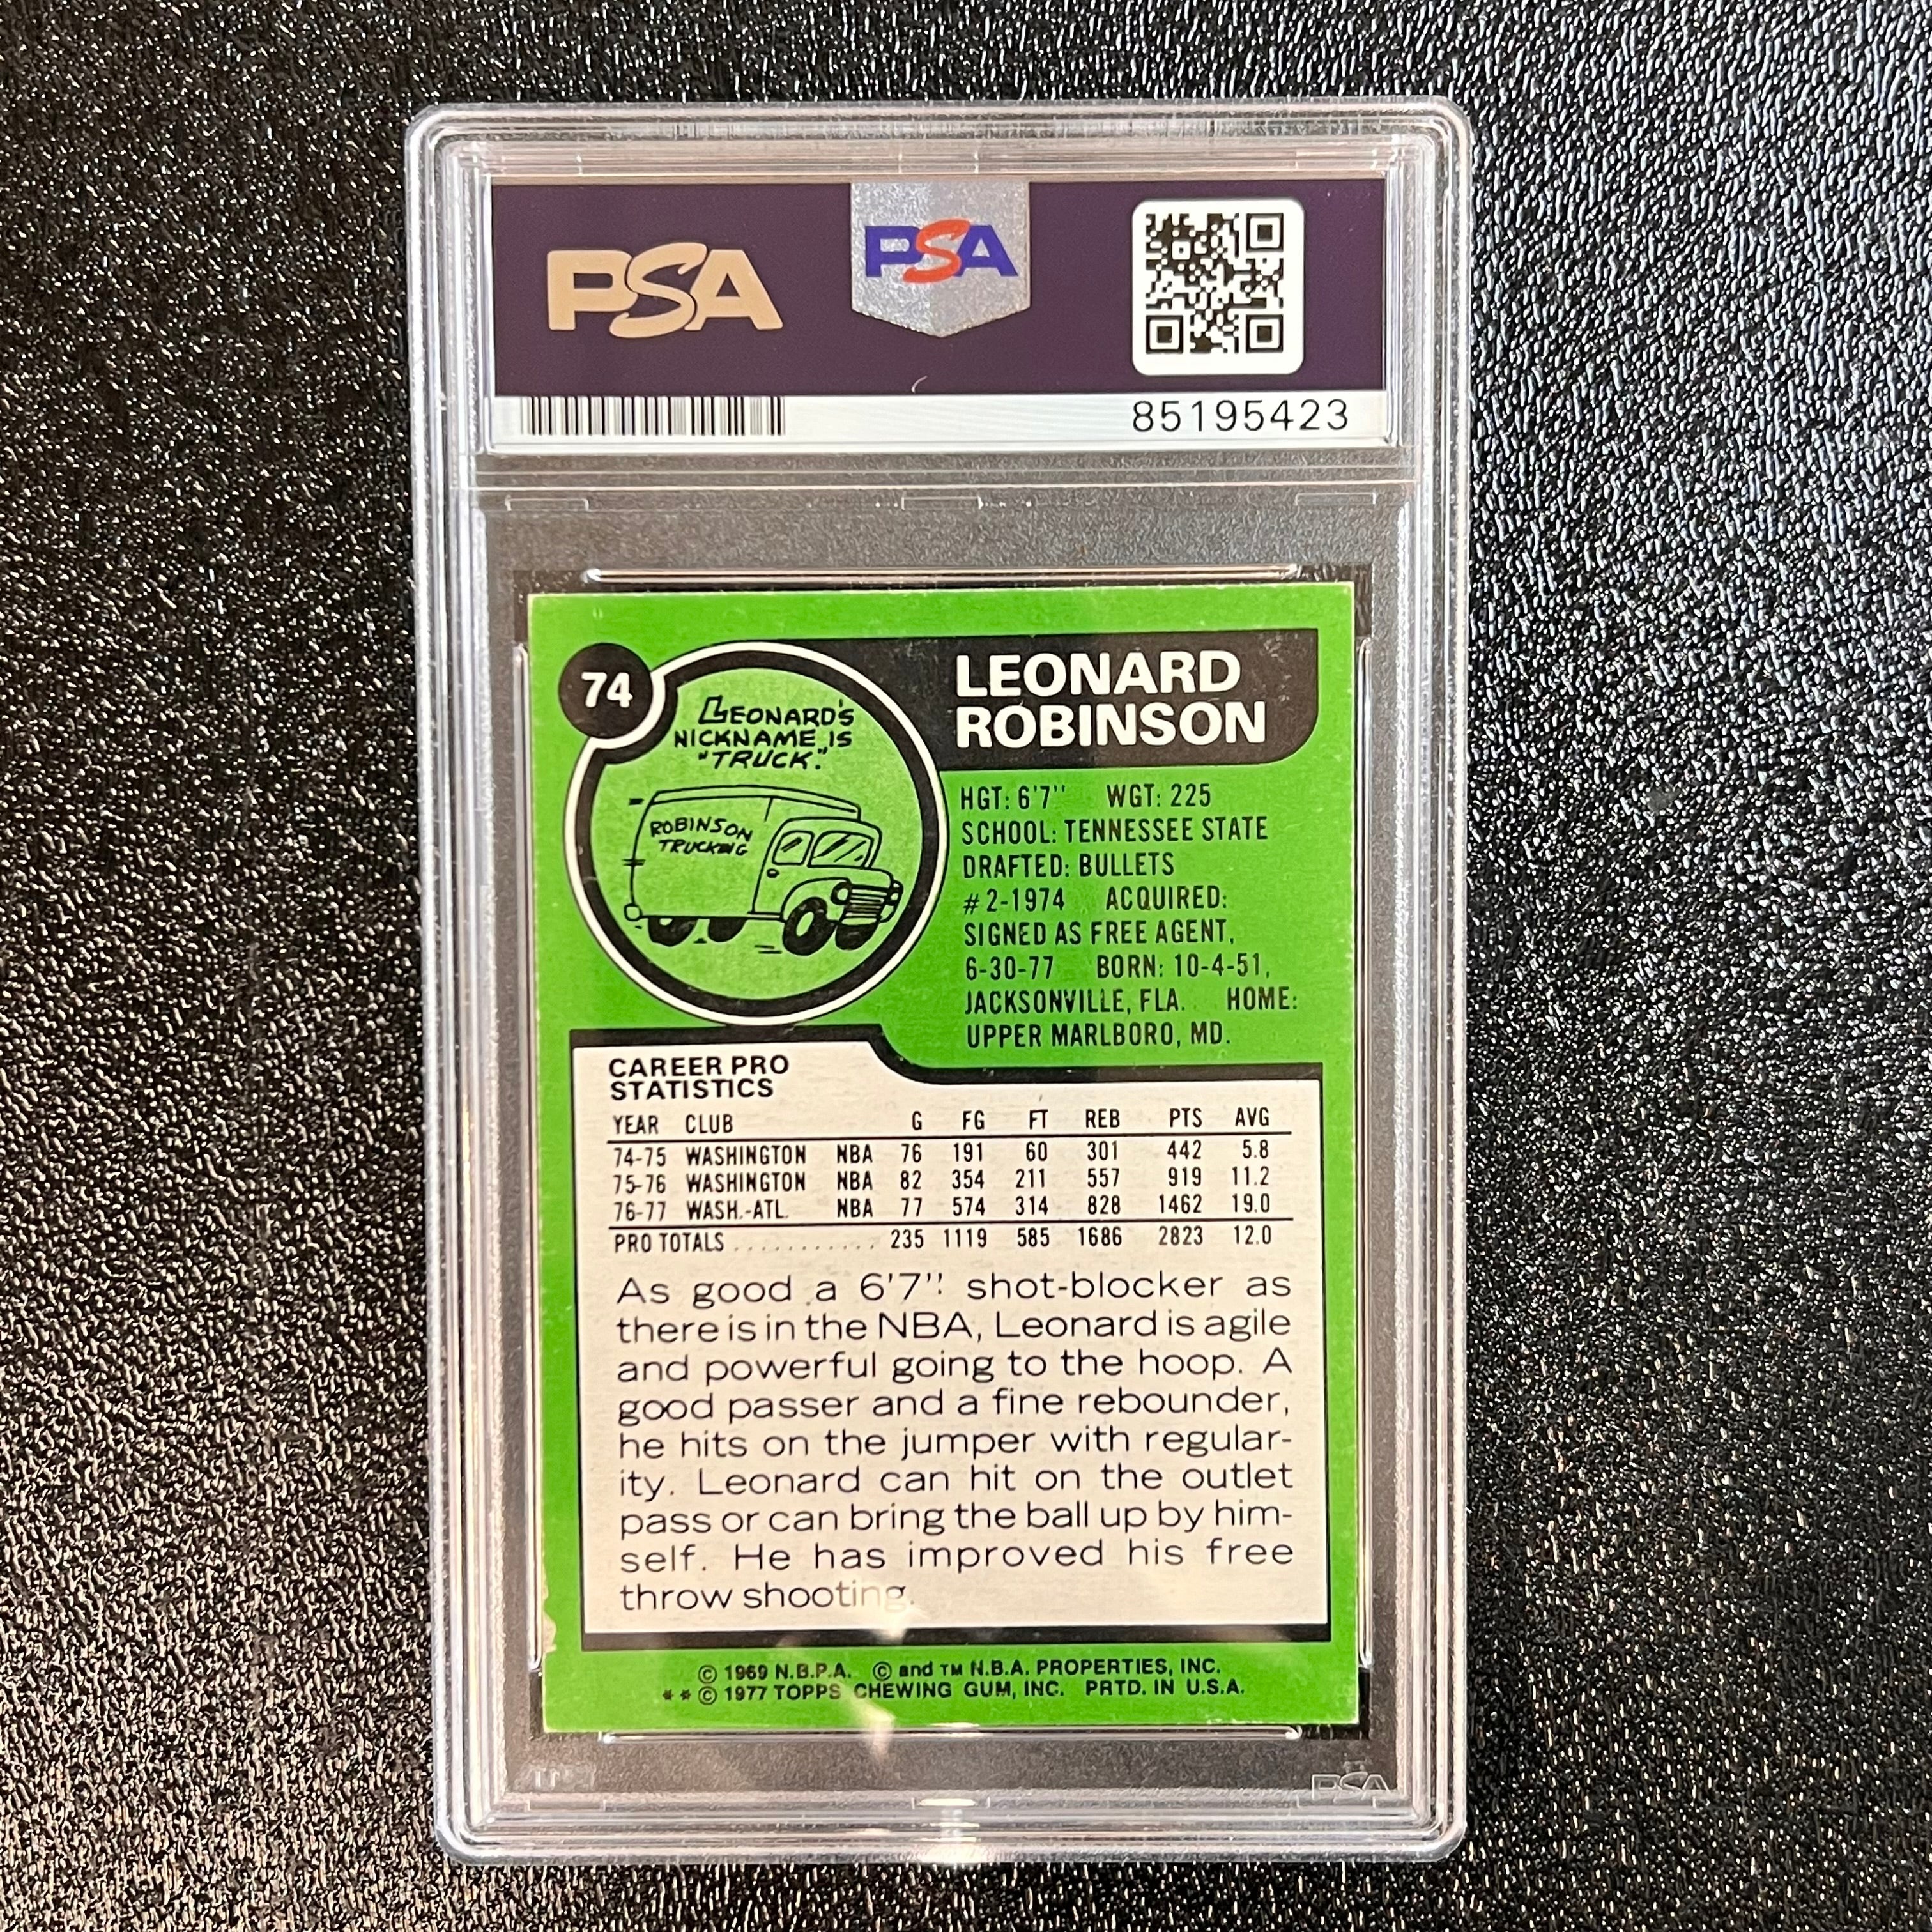 PSA
PSA
85195423
74
LEONARD'S
NICKNAME IS
"TRUCK."
ROBINSON
TRUCKING
LEONARD
ROBINSON
HGT: 6'7'' WGT: 225
SCHOOL: TENNESSEE STATE
DRAFTED: BULLETS
#2-1974 ACQUIRED:
SIGNED AS FREE AGENT,
6-30-77 BORN: 10-4-51,
JACKSONVILLE, FLA. HOME:
UPPER MARLBORO, MD.
CAREER PRO
STATISTICS
YEAR CLUB G FG FT REB PTS AVG
74-75 WASHINGTON NBA 76 191 60 301 442 5.8
75-76 WASHINGTON NBA 82 354 211 557 919 11.2
76-77 WASH.-ATL. NBA 77 574 314 828 1462 19.0
PRO TOTALS ........... 235 1119 585 1686 2823 12.0
As good a 6'7'' shot-blocker as
there is in the NBA, Leonard is agile
and powerful going to the hoop. A
good passer and a fine rebounder,
he hits on the jumper with regular-
ity. Leonard can hit on the outlet
pass or can bring the ball up by him-
self. He has improved his free
throw shooting.
© 1969 N.B.P.A. © and TM N.B.A. PROPERTIES, INC.
**© 1977 TOPPS CHEWING GUM, INC. PRTD. IN U.S.A.
PSA